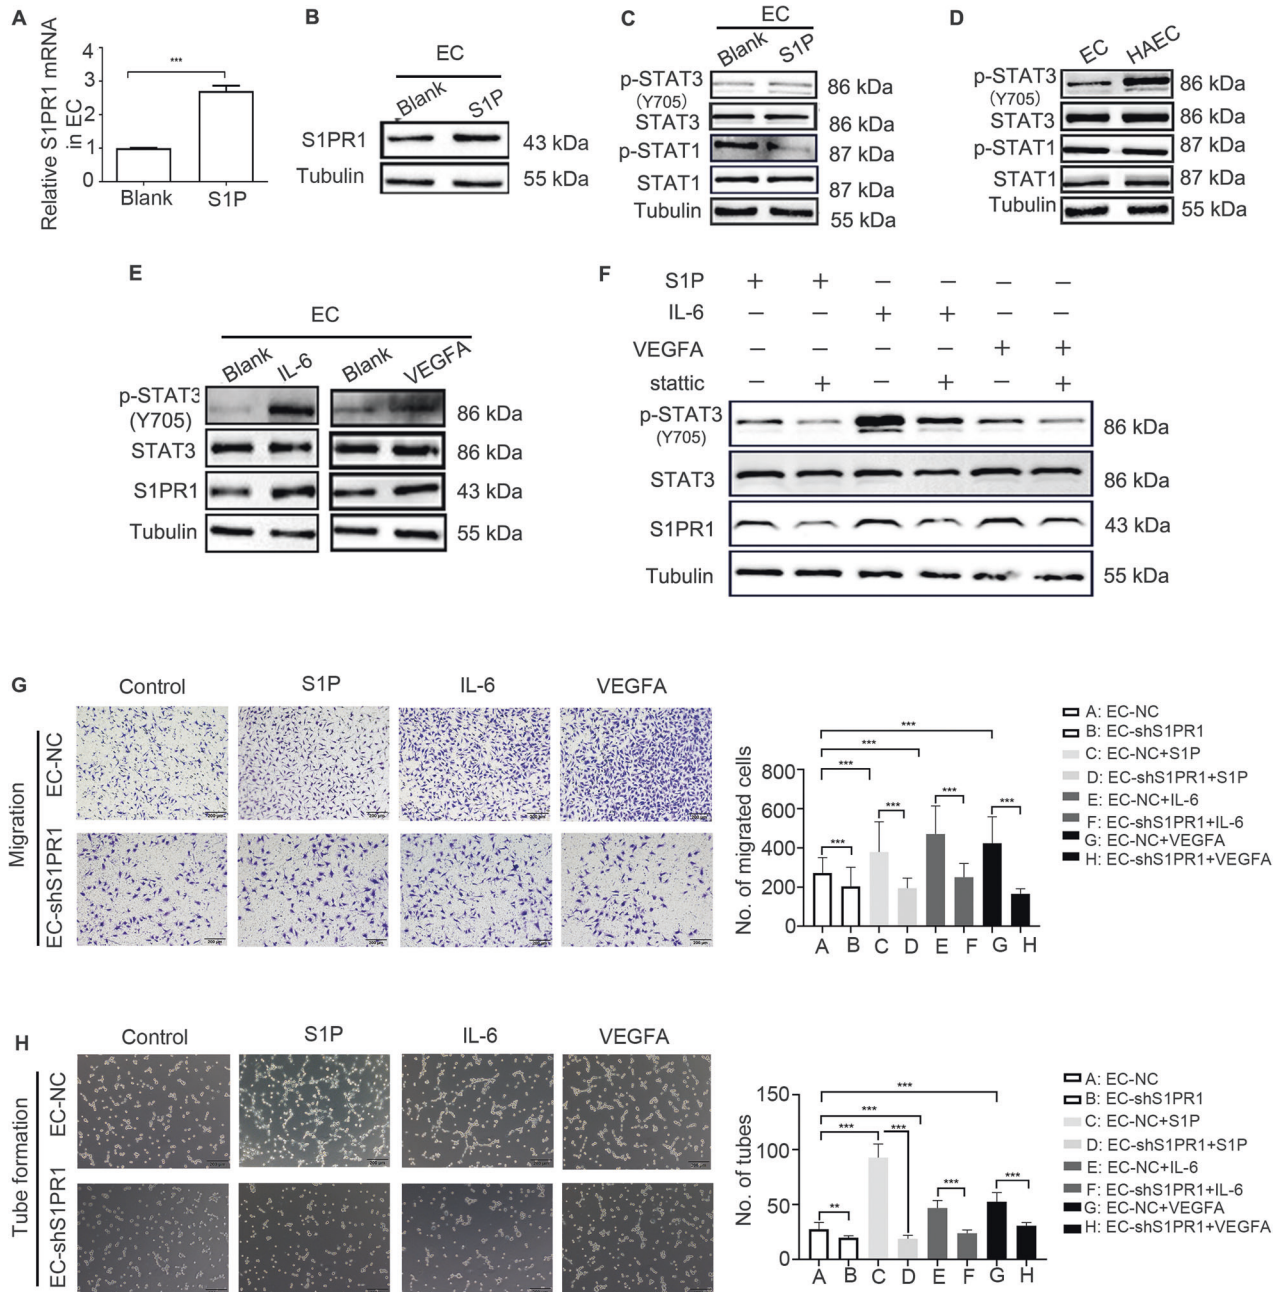 A
Relative S1PR1 mRNA
in EC
4
3
2
1
0
***
Blank
S1P
B
EC
Blank
S1P
S1PR1
43 kDa
Tubulin
55 kDa
C
EC
Blank
S1P
p-STAT3
(Y705)
86 kDa
STAT3
86 kDa
p-STAT1
87 kDa
STAT1
87 kDa
Tubulin
55 kDa
D
EC
HAEC
p-STAT3
(Y705)
86 kDa
STAT3
86 kDa
p-STAT1
87 kDa
STAT1
87 kDa
Tubulin
55 kDa
E
EC
Blank
IL-6
Blank
VEGFA
p-STAT3
(Y705)
86 kDa
STAT3
86 kDa
S1PR1
43 kDa
Tubulin
55 kDa
F
S1P + + − − − −
IL-6 − − + + − −
VEGFA − − − − + +
stattic − + − + − +
p-STAT3
(Y705)
86 kDa
STAT3
86 kDa
S1PR1
43 kDa
Tubulin
55 kDa
G
Control
S1P
IL-6
VEGFA
Migration
EC-NC
EC-shS1PR1
No. of migrated cells
800
600
400
200
0
***
***
***
***
***
***
***
A B C D E F G H
A: EC-NC
B: EC-shS1PR1
C: EC-NC+S1P
D: EC-shS1PR1+S1P
E: EC-NC+IL-6
F: EC-shS1PR1+IL-6
G: EC-NC+VEGFA
H: EC-shS1PR1+VEGFA
H
Control
S1P
IL-6
VEGFA
Tube formation
EC-NC
EC-shS1PR1
No. of tubes
150
100
50
0
***
***
***
***
**
***
***
A B C D E F G H
A: EC-NC
B: EC-shS1PR1
C: EC-NC+S1P
D: EC-shS1PR1+S1P
E: EC-NC+IL-6
F: EC-shS1PR1+IL-6
G: EC-NC+VEGFA
H: EC-shS1PR1+VEGFA